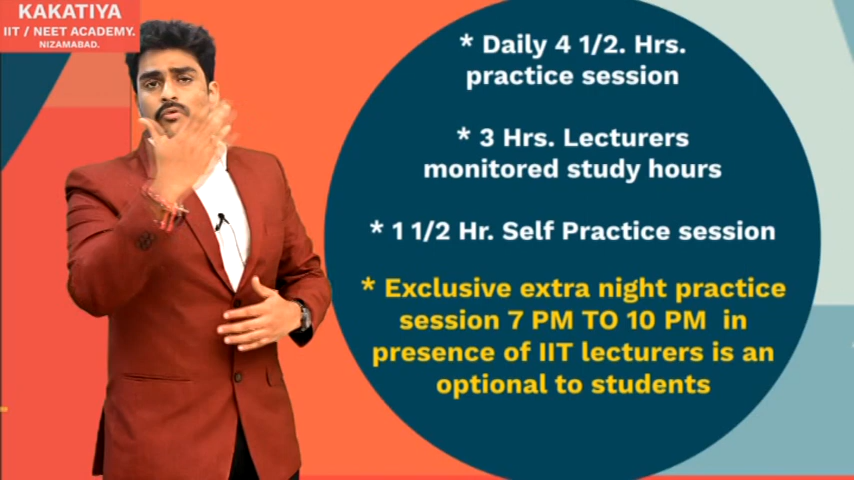 KAKATIYA
IIT / NEET ACADEMY.
NIZAMABAD.
* Daily 4 1/2. Hrs.
practice session
* 3 Hrs. Lecturers
monitored study hours
* 1 1/2 Hr. Self Practice session
* Exclusive extra night practice
session 7 PM TO 10 PM in
presence of IIT lecturers is an
optional to students